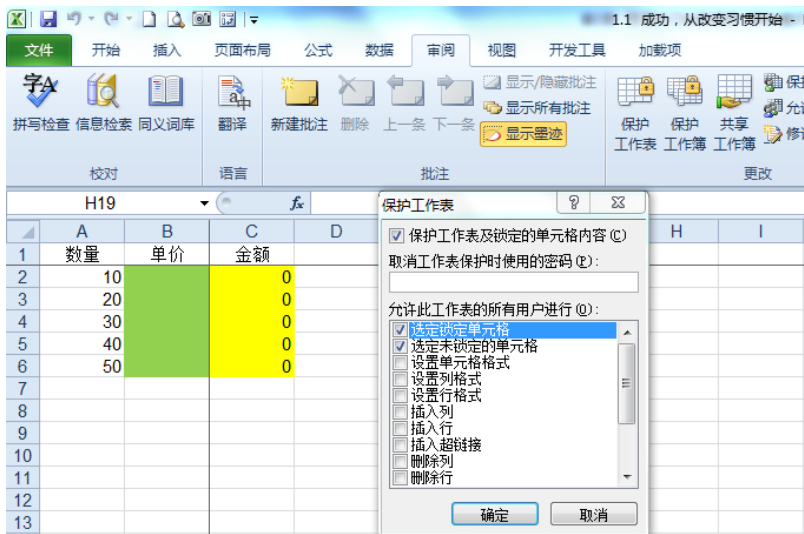 1.1 成功，从改变习惯开始 -
文件 开始 插入 页面布局 公式 数据 审阅 视图 开发工具 加载项
拼写检查 信息检索 同义词库 翻译 新建批注 删除 上一条 下一条 显示/隐藏批注 显示所有批注 显示墨迹 保护工作表 保护工作簿 共享工作簿 保 允 修
校对 语言 批注 更改
H19 fx
保护工作表
保护工作表及锁定的单元格内容(C)
取消工作表保护时使用的密码(P):
允许此工作表的所有用户进行(O):
选定锁定单元格
选定未锁定的单元格
设置单元格格式
设置列格式
设置行格式
插入列
插入行
插入超链接
删除列
删除行
确定 取消
A B C D H I
1 数量 单价 金额
2 10 0
3 20 0
4 30 0
5 40 0
6 50 0
7
8
9
10
11
12
13